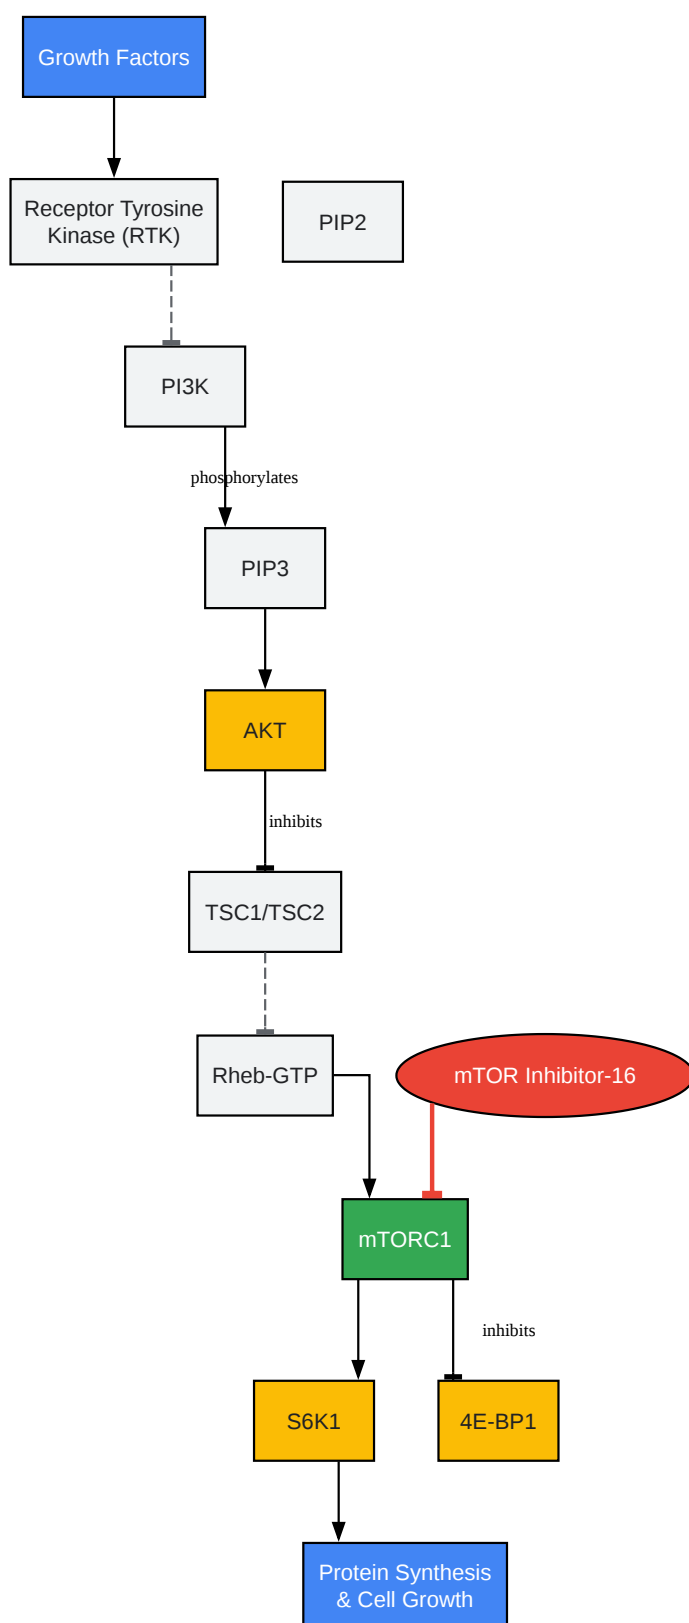 Growth Factors
Receptor Tyrosine
Kinase (RTK)
PIP2
PI3K
phosphorylates
PIP3
AKT
inhibits
TSC1/TSC2
Rheb-GTP
mTOR Inhibitor-16
mTORC1
inhibits
S6K1
4E-BP1
Protein Synthesis
& Cell Growth